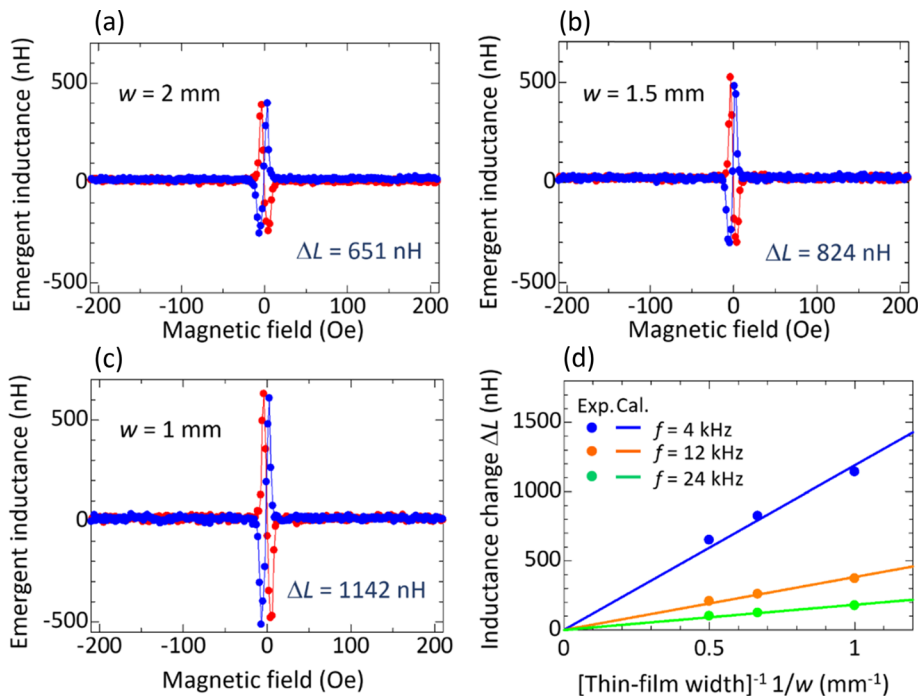 (a)
Emergent inductance (nH)
500
0
-500
w = 2 mm
ΔL = 651 nH
-200 -100 0 100 200
Magnetic field (Oe)
(b)
Emergent inductance (nH)
500
0
-500
w = 1.5 mm
ΔL = 824 nH
-200 -100 0 100 200
Magnetic field (Oe)
(c)
Emergent inductance (nH)
500
0
-500
w = 1 mm
ΔL = 1142 nH
-200 -100 0 100 200
Magnetic field (Oe)
(d)
Inductance change ΔL (nH)
1500
1000
500
0
Exp. Cal.
f = 4 kHz
f = 12 kHz
f = 24 kHz
0 0.5 1.0
[Thin-film width]⁻¹ 1/w (mm⁻¹)